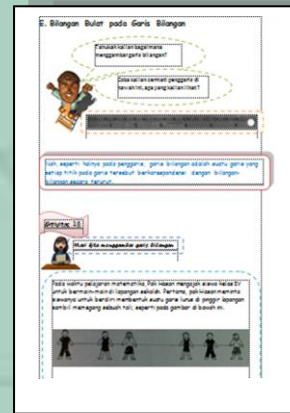 E. Bilangan Bulat pada Garis Bilangan
Tahukah kalian bagaimana
menggambar garis bilangan?
Coba kalian cermati penggaris di
bawah ini, apa yang kalian lihat?
Nah, seperti halnya pada penggaris, garis bilangan adalah suatu garis yang
setiap titik pada garis tersebut berkorespondensi dengan bilangan-
bilangan secara terurut.
Mari kita menggambar garis bilangan
Pada waktu pelajaran matematika, Pak Hasan mengajak siswa kelas IV
untuk bermain-main di lapangan sekolah. Pertama, pak Hasan meminta
siswanya untuk berdiri membentuk suatu garis lurus di pinggir lapangan
sambil memegang sebuah tali, seperti pada gambar di bawah ini.